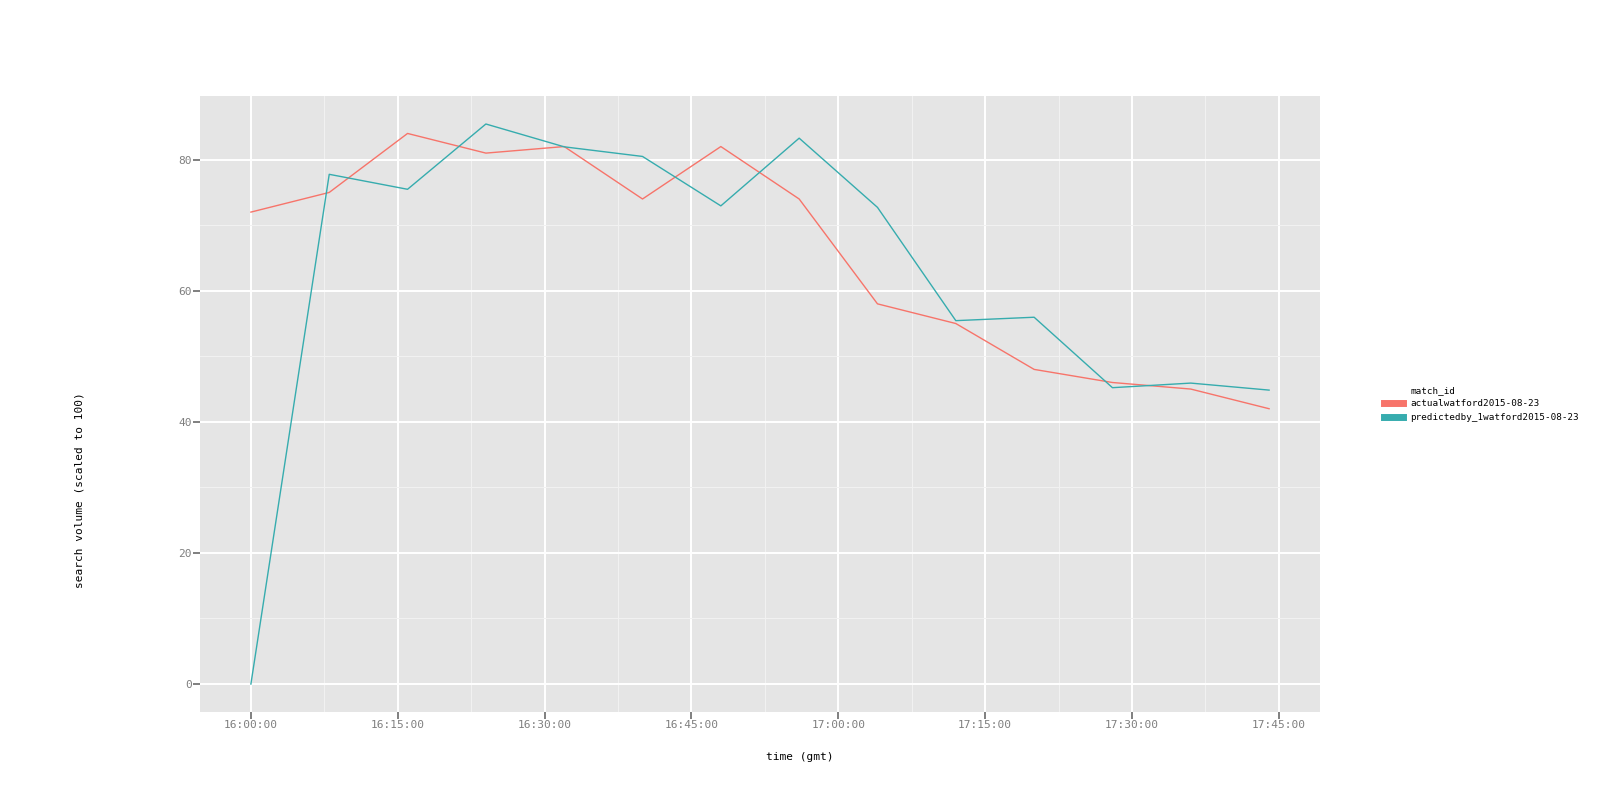 search volume (scaled to 100)
80
60
40
20
0
16:00:00 16:15:00 16:30:00 16:45:00 17:00:00 17:15:00 17:30:00 17:45:00
time (gmt)
match_id
actualwatford2015-08-23
predictedby_1watford2015-08-23